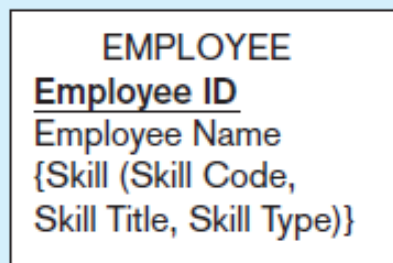 EMPLOYEE
Employee ID
Employee Name
{Skill (Skill Code,
Skill Title, Skill Type)}